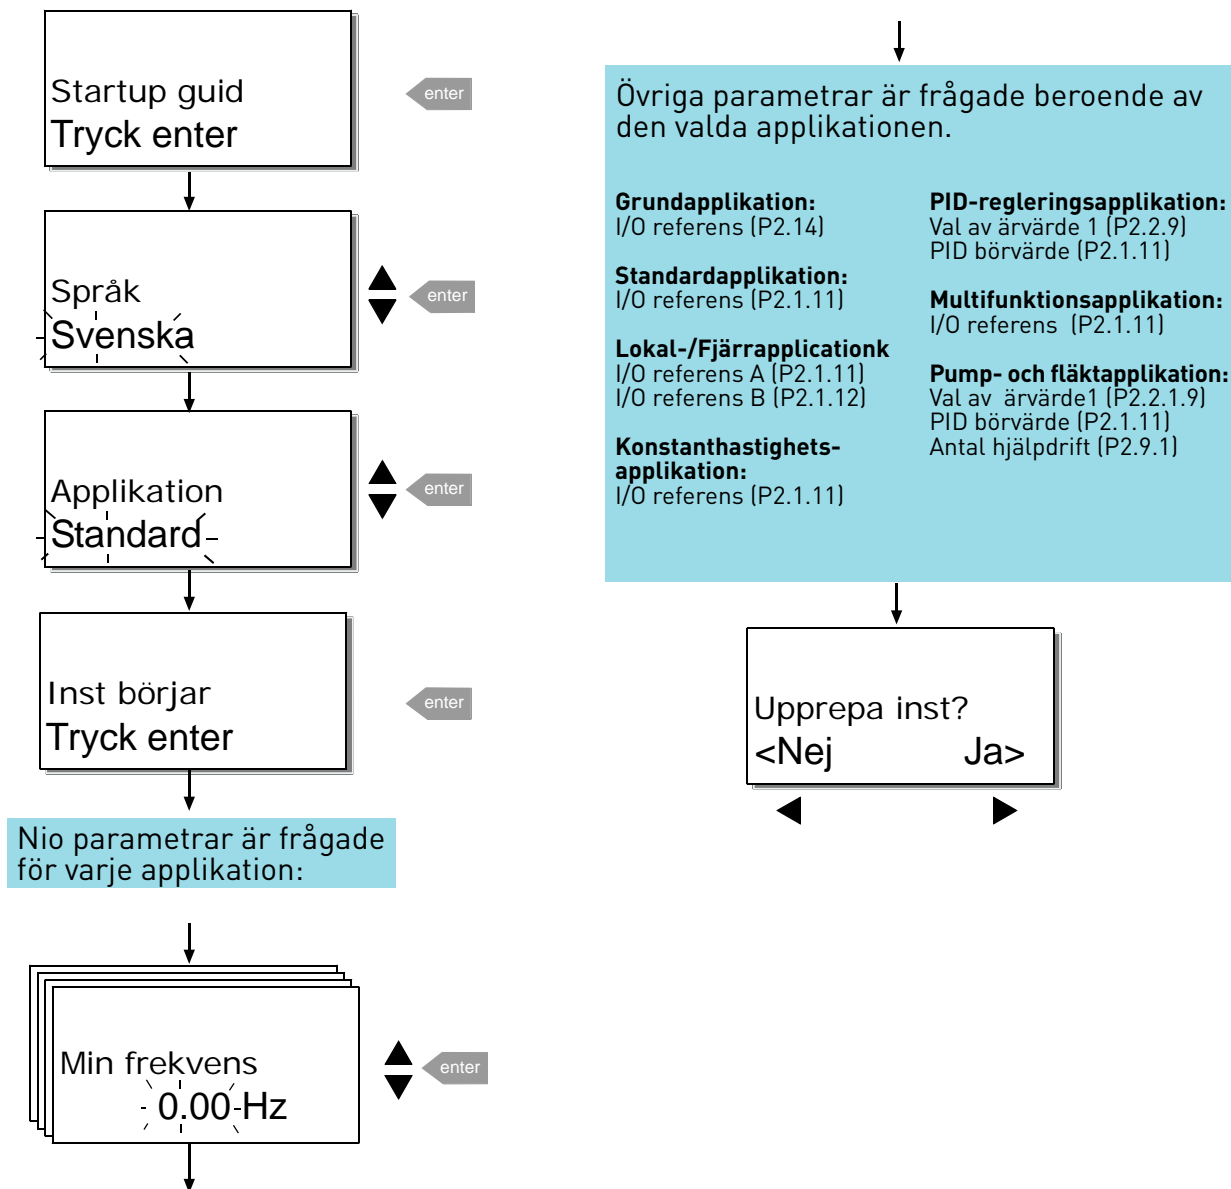 Startup guid
Tryck enter
enter
Språk
Svenska
enter
Applikation
Standard
enter
Inst börjar
Tryck enter
enter
Nio parametrar är frågade
för varje applikation:
Min frekvens
0.00 Hz
enter
Övriga parametrar är frågade beroende av
den valda applikationen.
Grundapplikation:
I/O referens (P2.14)
Standardapplikation:
I/O referens (P2.1.11)
Lokal-/Fjärrapplicationk
I/O referens A (P2.1.11)
I/O referens B (P2.1.12)
Konstanthastighets-
applikation:
I/O referens (P2.1.11)
PID-regleringsapplikation:
Val av ärvärde 1 (P2.2.9)
PID börvärde (P2.1.11)
Multifunktionsapplikation:
I/O referens (P2.1.11)
Pump- och fläktapplikation:
Val av ärvärde1 (P2.2.1.9)
PID börvärde (P2.1.11)
Antal hjälpdrift (P2.9.1)
Upprepa inst?
<Nej Ja>